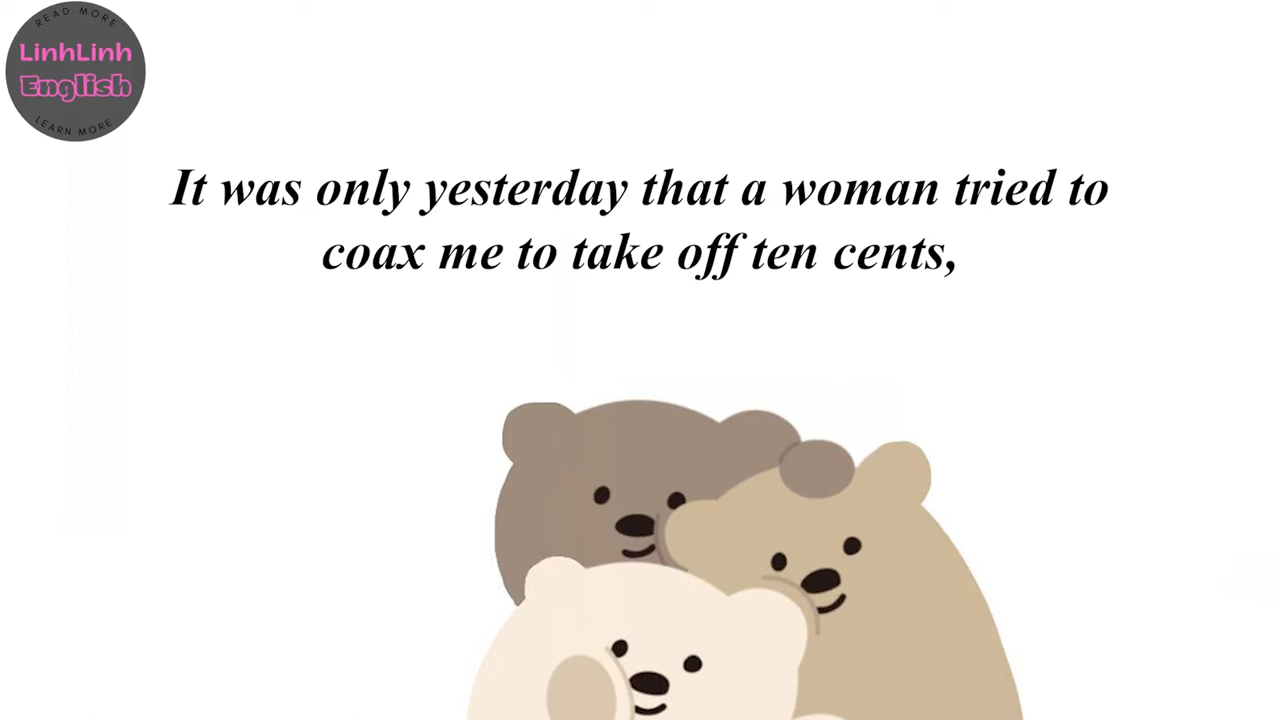 READ MORE
LinhLinh
English
LEARN MORE
It was only yesterday that a woman tried to
coax me to take off ten cents,